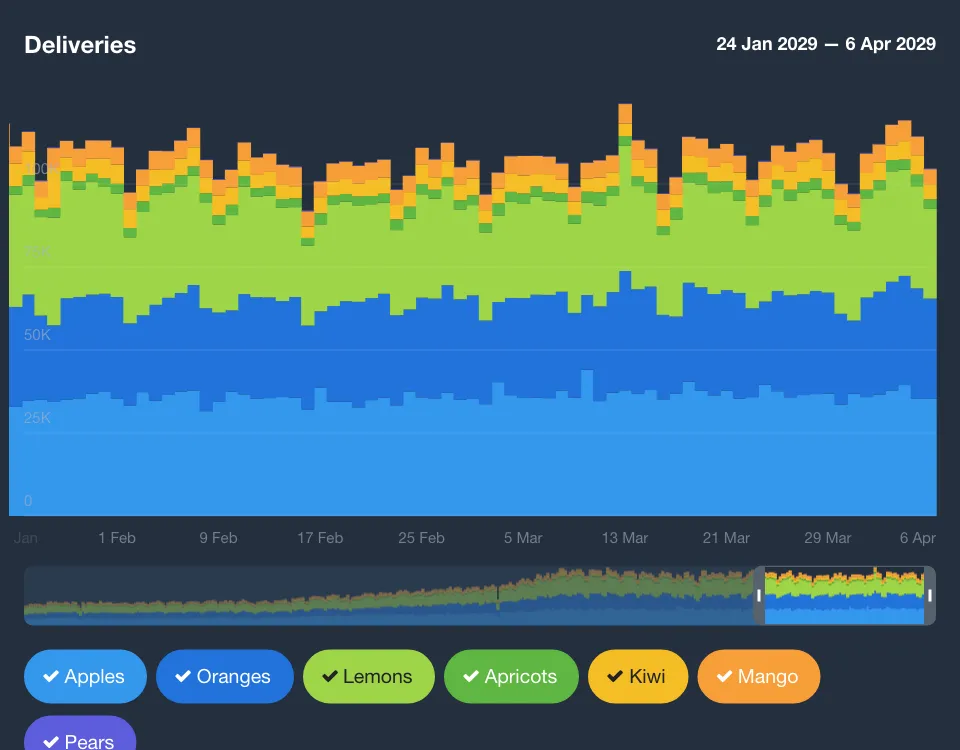 Deliveries
24 Jan 2029 — 6 Apr 2029
50K
25K
0
Jan 1 Feb 9 Feb 17 Feb 25 Feb 5 Mar 13 Mar 21 Mar 29 Mar 6 Apr
Apples Oranges Lemons Apricots Kiwi Mango
Pears